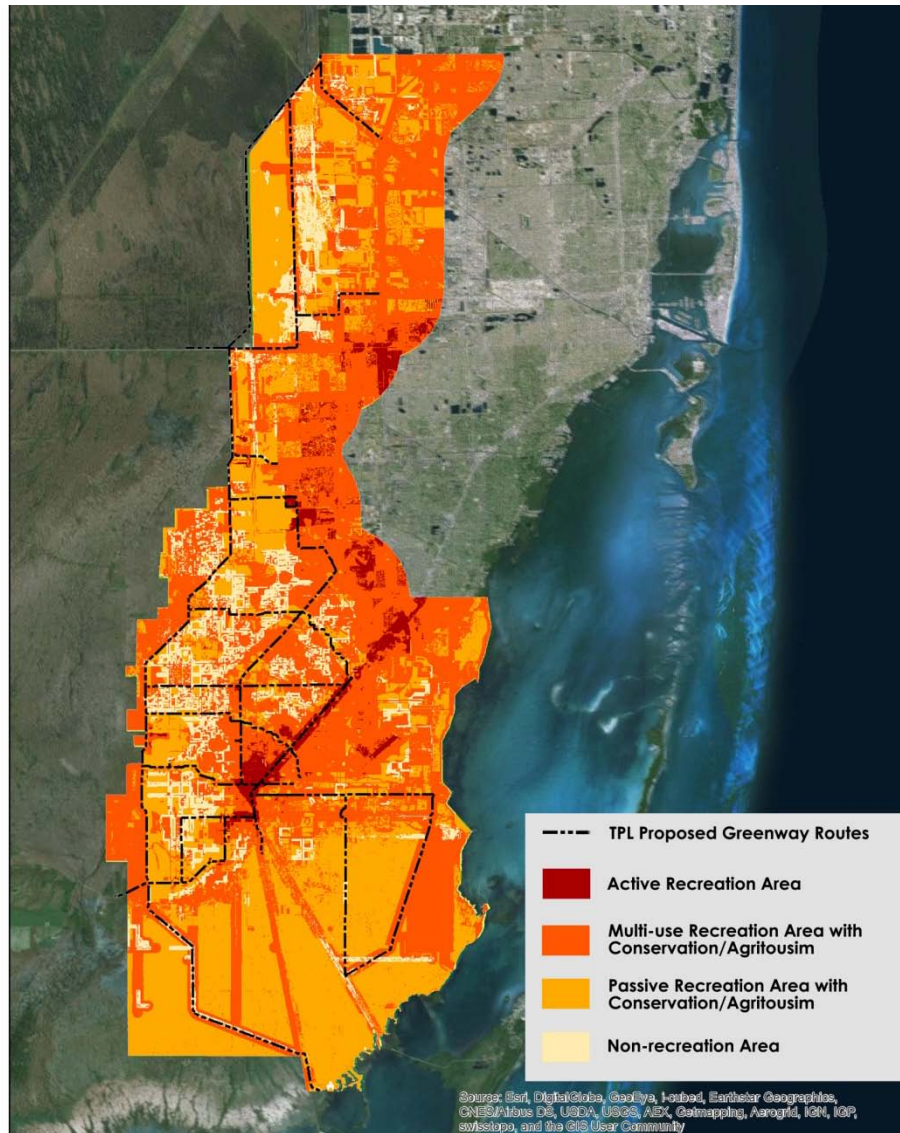 TPL Proposed Greenway Routes
Active Recreation Area
Multi-use Recreation Area with
Conservation/Agritousim
Passive Recreation Area with
Conservation/Agritousim
Non-recreation Area
Source: Esri, DigitalGlobe, GeoEye, i-cubed, Earthstar Geographics,
CNES/Airbus DS, USDA, USGS, AEX, Getmapping, Aerogrid, IGN, IGP,
swisstopo, and the GIS User Community